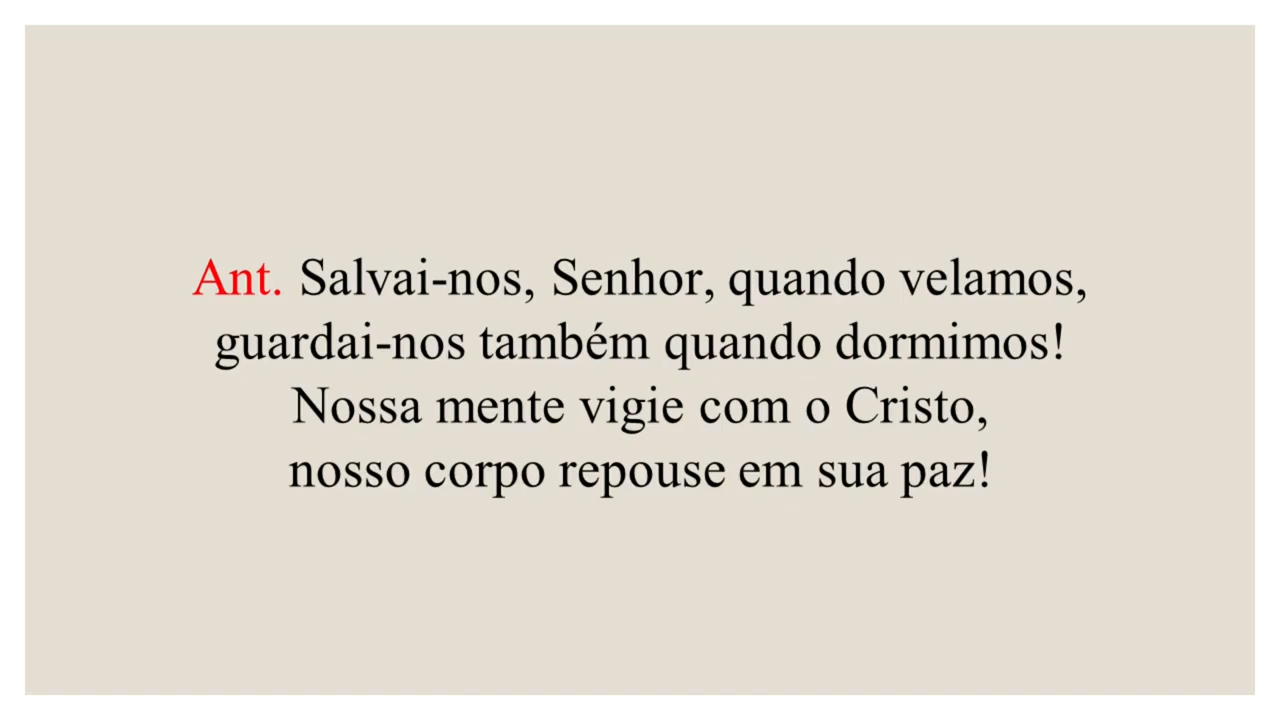 Ant. Salvai-nos, Senhor, quando velamos,
guardai-nos também quando dormimos!
Nossa mente vigie com o Cristo,
nosso corpo repouse em sua paz!